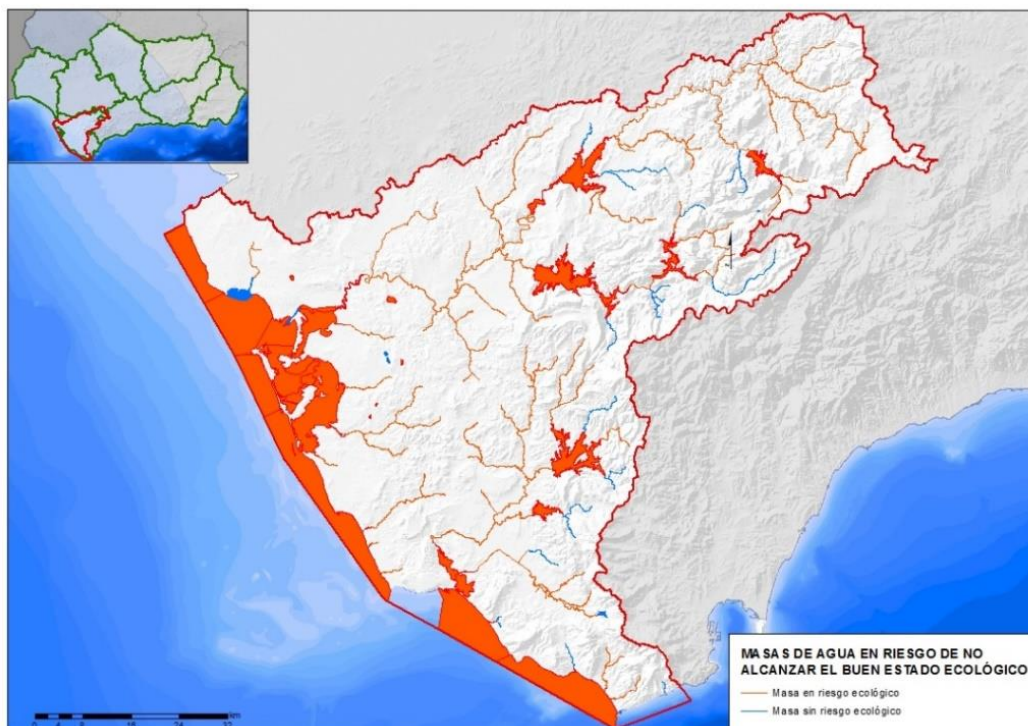 MASAS DE AGUA EN RIESGO DE NO
ALCANZAR EL BUEN ESTADO ECOLÓGICO
Masa en riesgo ecológico
Masa sin riesgo ecológico
km